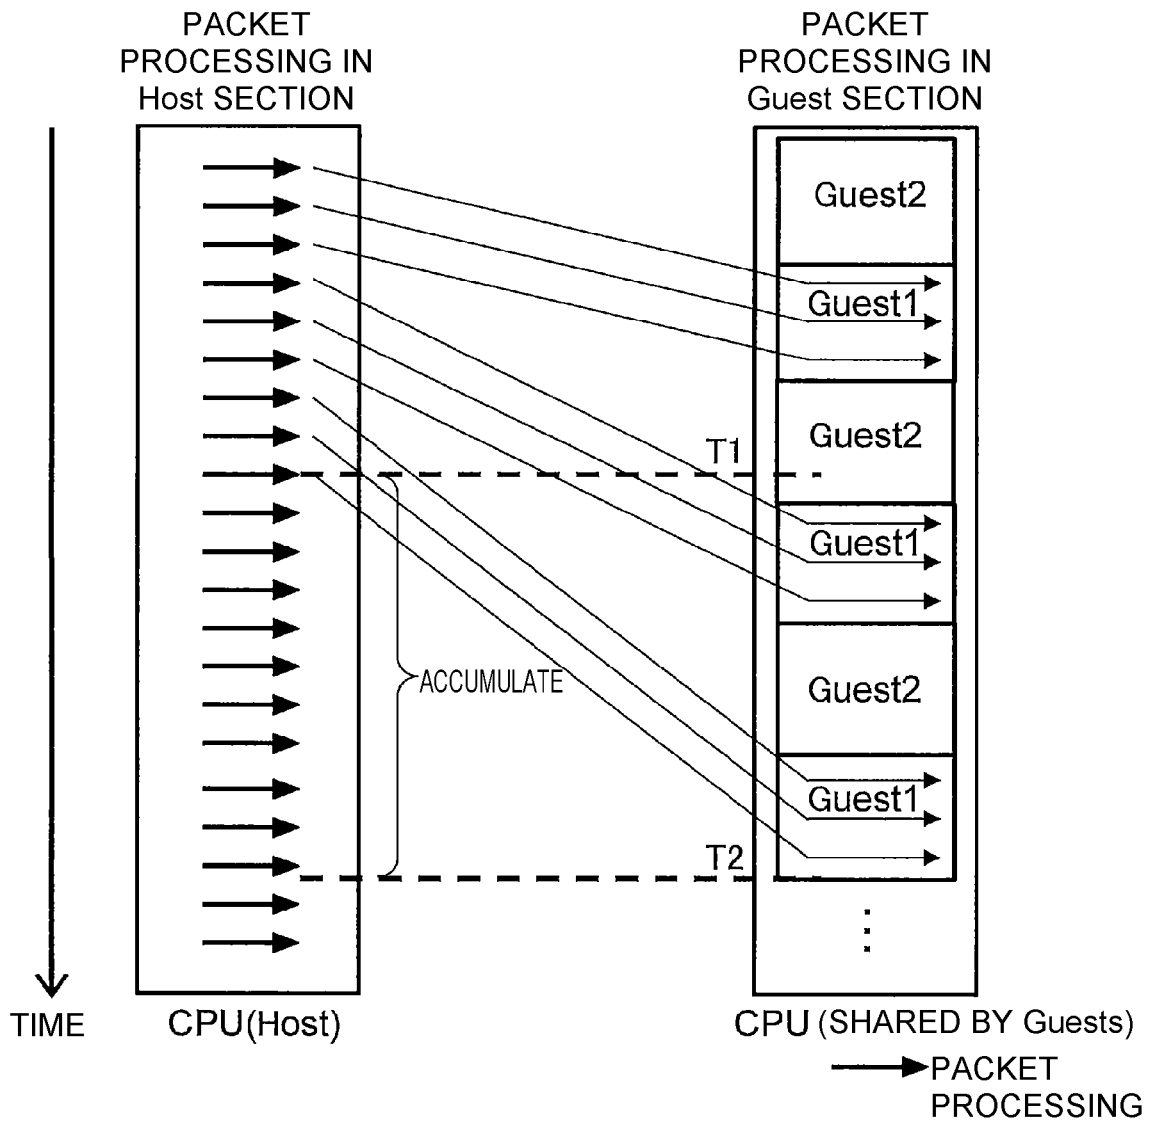 PACKET
PROCESSING IN
Host SECTION
PACKET
PROCESSING IN
Guest SECTION
Guest2
Guest1
Guest2
T1
Guest1
ACCUMULATE
Guest2
Guest1
T2
TIME
CPU(Host)
CPU (SHARED BY Guests)
PACKET
PROCESSING